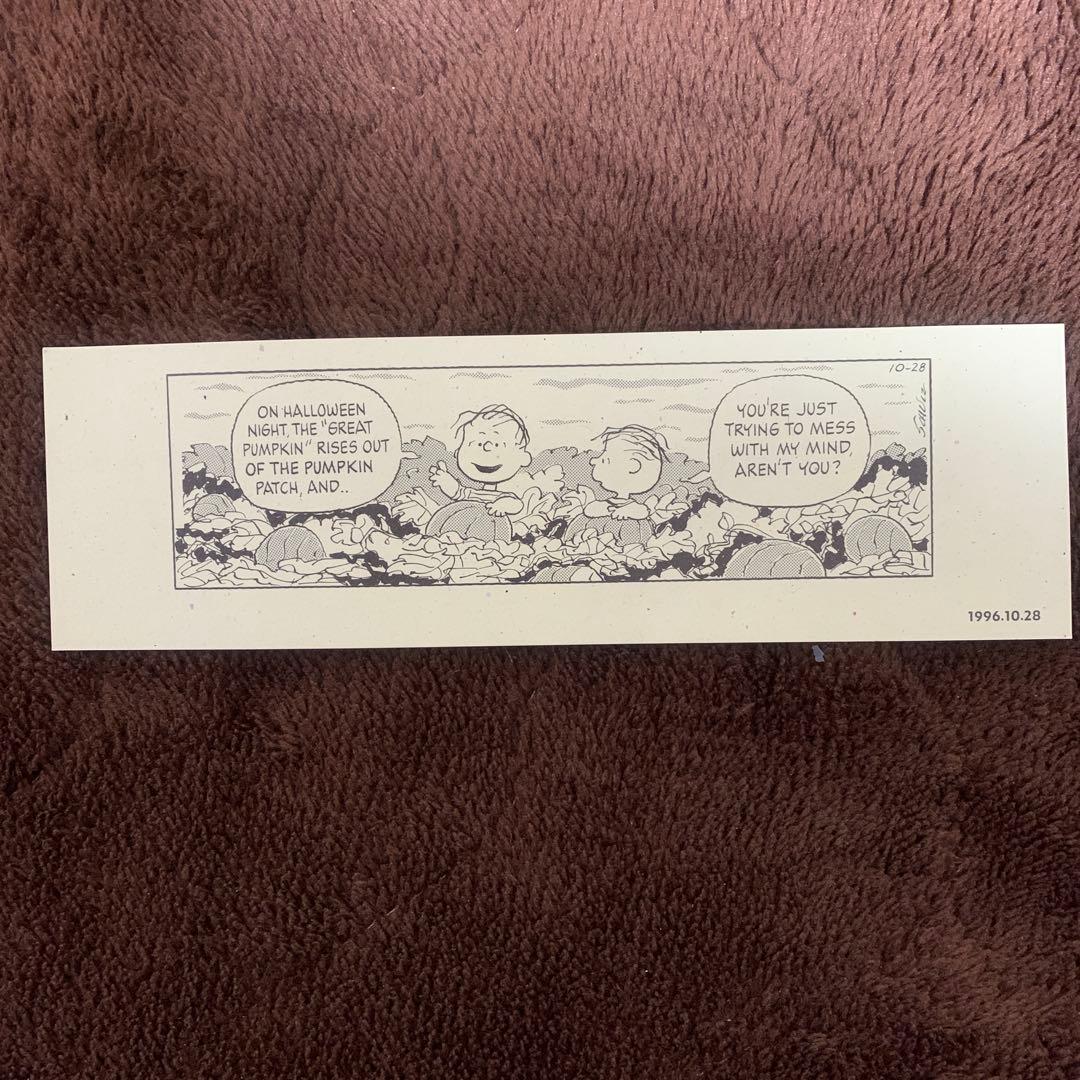 ON HALLOWEEN
NIGHT, THE "GREAT
PUMPKIN" RISES OUT
OF THE PUMPKIN
PATCH, AND..
YOU'RE JUST
TRYING TO MESS
WITH MY MIND,
AREN'T YOU?
10-28
SCHULZ
1996.10.28